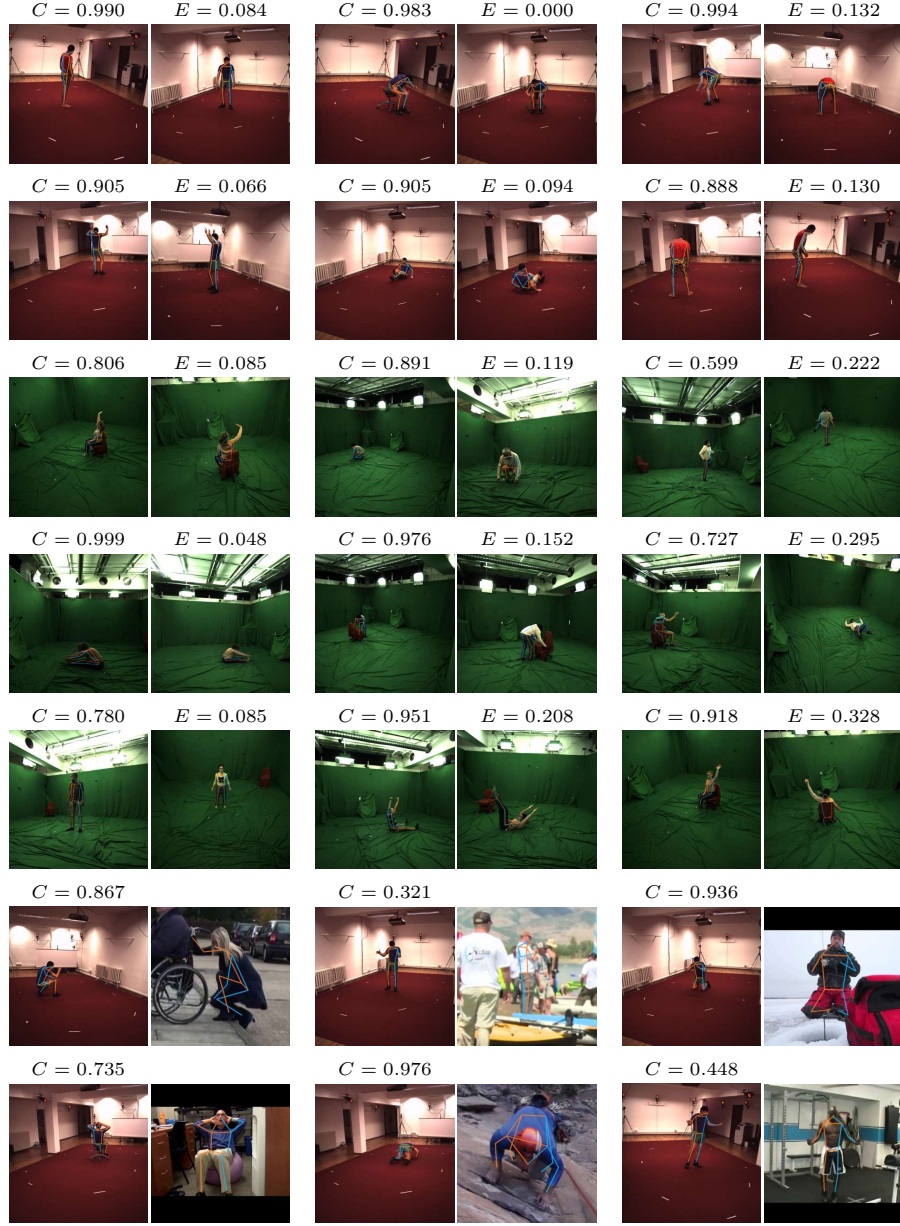 C = 0.990 E = 0.084 C = 0.983 E = 0.000 C = 0.994 E = 0.132
C = 0.905 E = 0.066 C = 0.905 E = 0.094 C = 0.888 E = 0.130
C = 0.806 E = 0.085 C = 0.891 E = 0.119 C = 0.599 E = 0.222
C = 0.999 E = 0.048 C = 0.976 E = 0.152 C = 0.727 E = 0.295
C = 0.780 E = 0.085 C = 0.951 E = 0.208 C = 0.918 E = 0.328
C = 0.867 C = 0.321 C = 0.936
C = 0.735 C = 0.976 C = 0.448